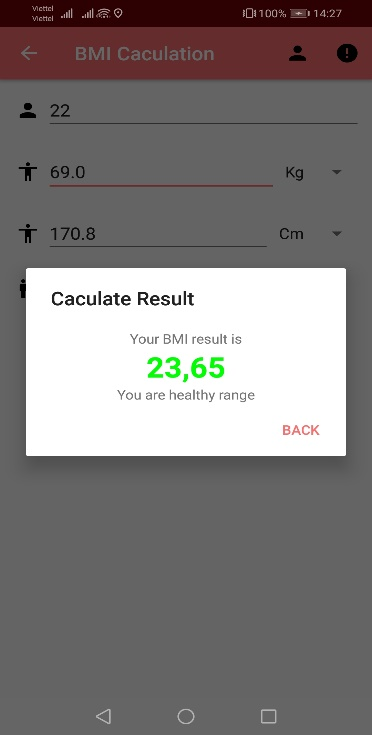 Viettel
Viettel
100%
14:27
BMI Caculation
22
69.0
Kg
170.8
Cm
Caculate Result
Your BMI result is
23,65
You are healthy range
BACK